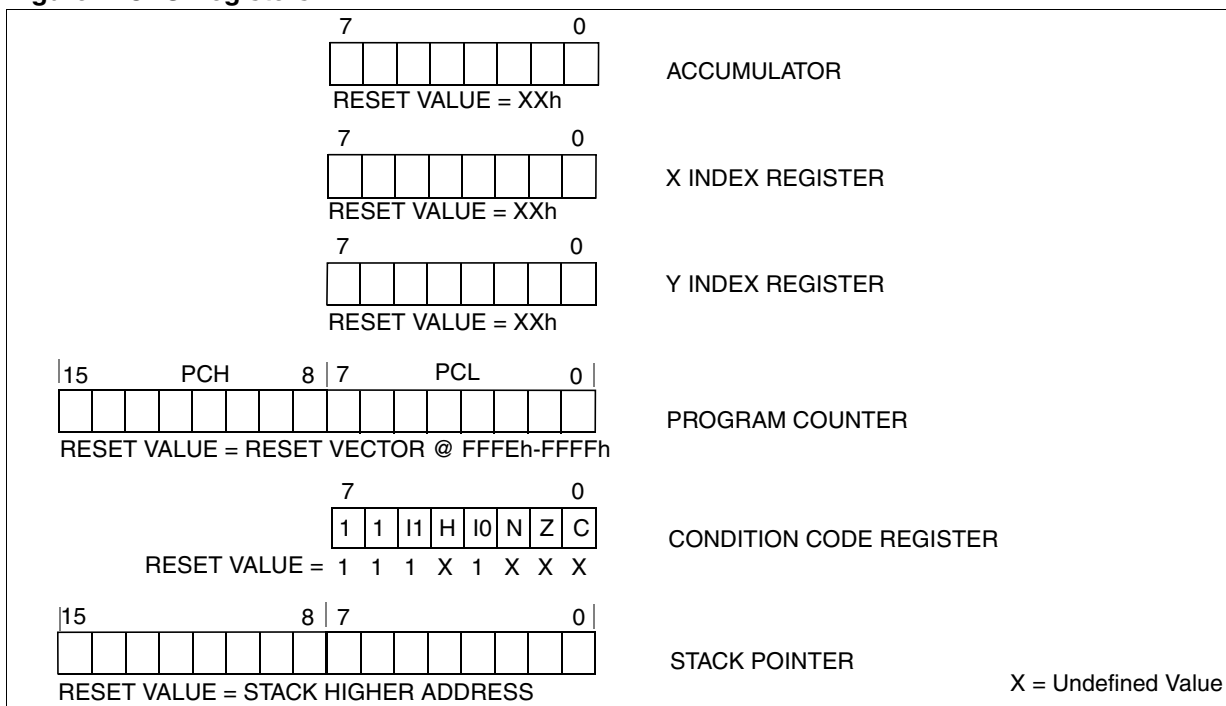 7 0
ACCUMULATOR
RESET VALUE = XXh
7 0
X INDEX REGISTER
RESET VALUE = XXh
7 0
Y INDEX REGISTER
RESET VALUE = XXh
15 PCH 8 7 PCL 0
PROGRAM COUNTER
RESET VALUE = RESET VECTOR @ FFFEh-FFFFh
7 0
1 1 I1 H I0 N Z C
CONDITION CODE REGISTER
RESET VALUE = 1 1 1 X 1 X X X
15 8 7 0
STACK POINTER
RESET VALUE = STACK HIGHER ADDRESS
X = Undefined Value